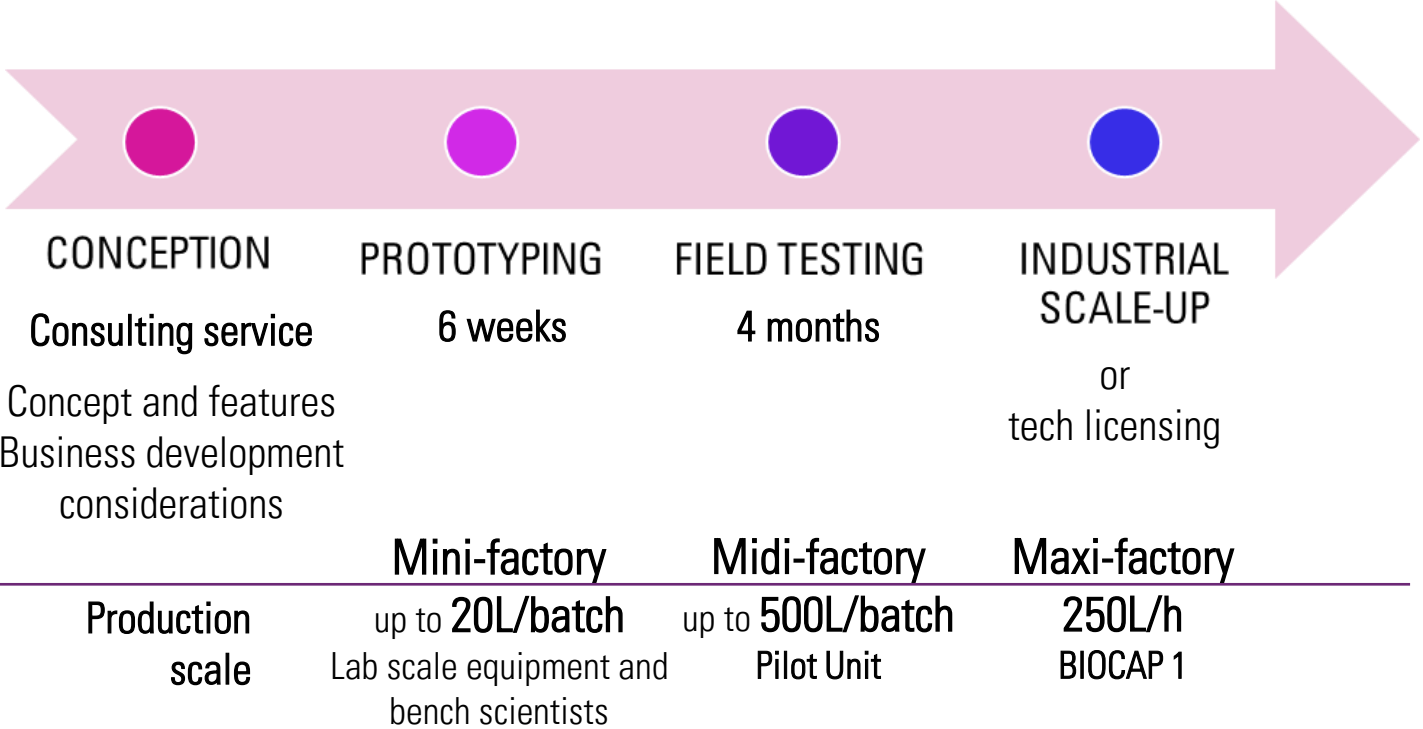 CONCEPTION
Consulting service
Concept and features
Business development
considerations
PROTOTYPING
6 weeks
FIELD TESTING
4 months
INDUSTRIAL
SCALE-UP
or
tech licensing
Mini-factory
Midi-factory
Maxi-factory
Production
scale
up to 20L/batch
Lab scale equipment and
bench scientists
up to 500L/batch
Pilot Unit
250L/h
BIOCAP 1